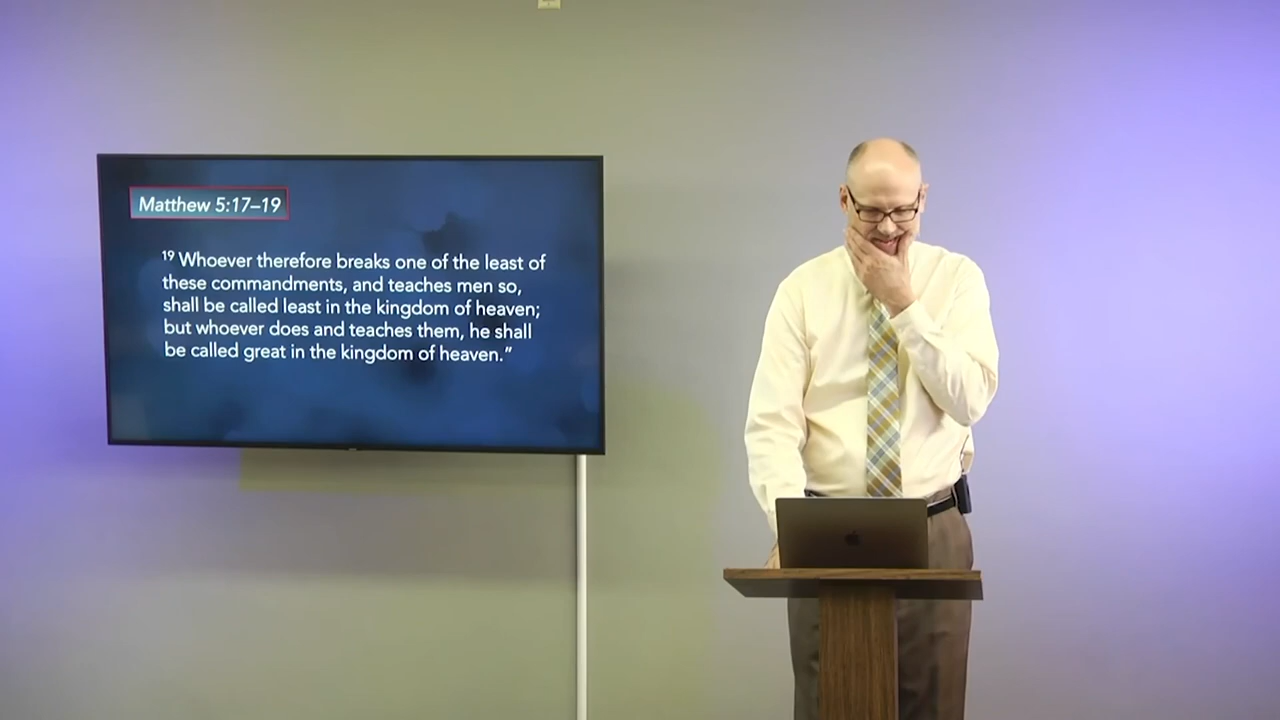 Matthew 5:17–19
19 Whoever therefore breaks one of the least of
these commandments, and teaches men so,
shall be called least in the kingdom of heaven;
but whoever does and teaches them, he shall
be called great in the kingdom of heaven.”